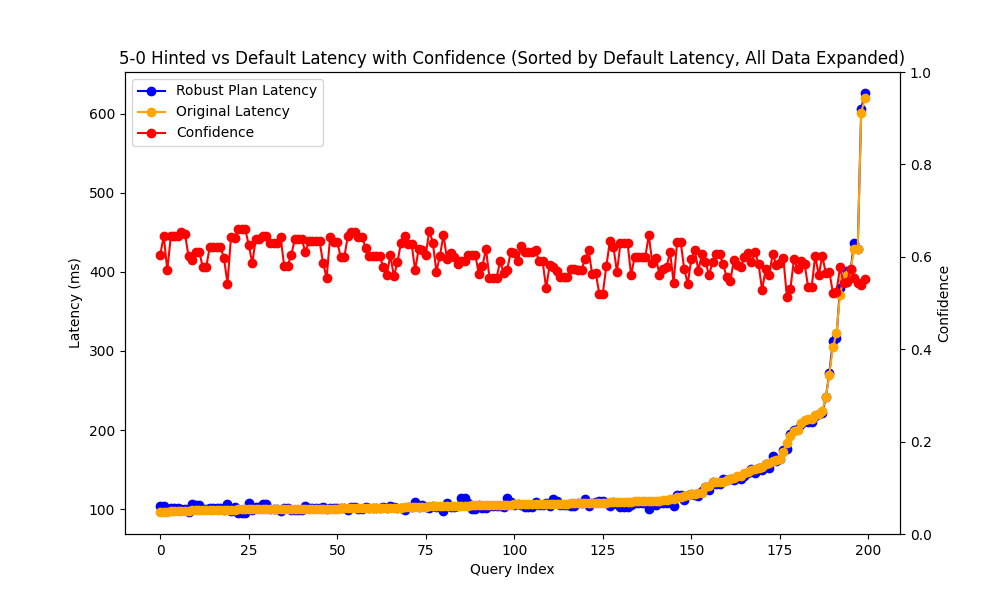 5-0 Hinted vs Default Latency with Confidence (Sorted by Default Latency, All Data Expanded)
Robust Plan Latency
Original Latency
Confidence
600
500
400
300
200
100
Latency (ms)
1.0
0.8
0.6
0.4
0.2
0.0
Confidence
0 25 50 75 100 125 150 175 200
Query Index